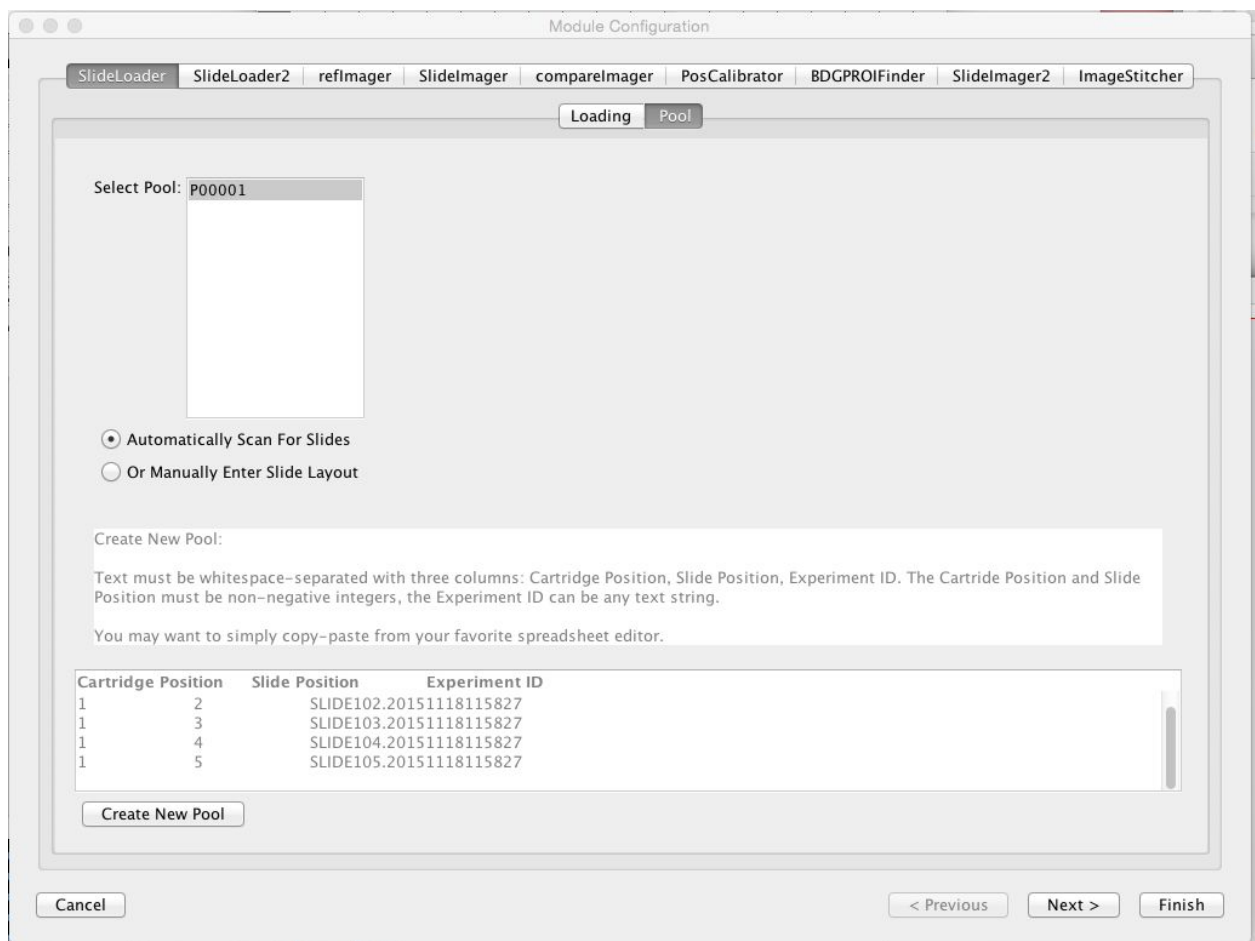 Module Configuration
SlideLoader SlideLoader2 refImager SlideImager compareImager PosCalibrator BDGPROIFinder SlideImager2 ImageStitcher
Loading Pool
Select Pool: P00001
Automatically Scan For Slides
Or Manually Enter Slide Layout
Create New Pool:
Text must be whitespace-separated with three columns: Cartridge Position, Slide Position, Experiment ID. The Cartride Position and Slide
Position must be non-negative integers, the Experiment ID can be any text string.
You may want to simply copy-paste from your favorite spreadsheet editor.
Cartridge Position Slide Position Experiment ID
1 2 SLIDE102.20151118115827
1 3 SLIDE103.20151118115827
1 4 SLIDE104.20151118115827
1 5 SLIDE105.20151118115827
Create New Pool
Cancel < Previous Next > Finish